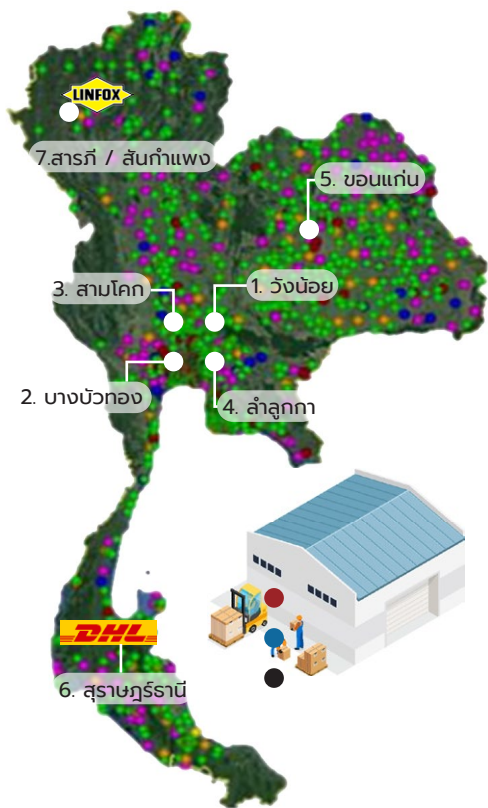 LINFOX
7.สารภี / สันกำแพง
5. ขอนแก่น
3. สามโคก
1. วังน้อย
2. บางบัวทอง
4. ลำลูกกา
DHL
6. สุราษฎร์ธานี